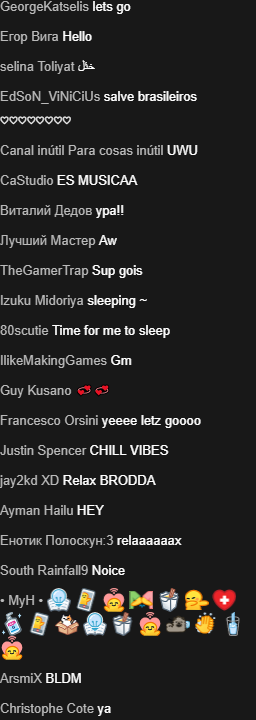 GeorgeKatselis lets go
Егор Вига Hello
selina Toliyat
EdSoN_ViNiCiUs salve brasileiros
♡♡♡♡♡♡♡♡
Canal inútil Para cosas inútil UWU
CaStudio ES MUSICAA
Виталий Дедов ура!!
Лучший Мастер Aw
TheGamerTrap Sup gois
Izuku Midoriya sleeping ~
80scutie Time for me to sleep
IlikeMakingGames Gm
Guy Kusano
Francesco Orsini yeeee letz goooo
Justin Spencer CHILL VIBES
jay2kd XD Relax BRODDA
Ayman Hailu HEY
Енотик Полоскун:3 relaaaaaax
South Rainfall9 Noice
• MyH •
ArsmiX BLDM
Christophe Cote ya